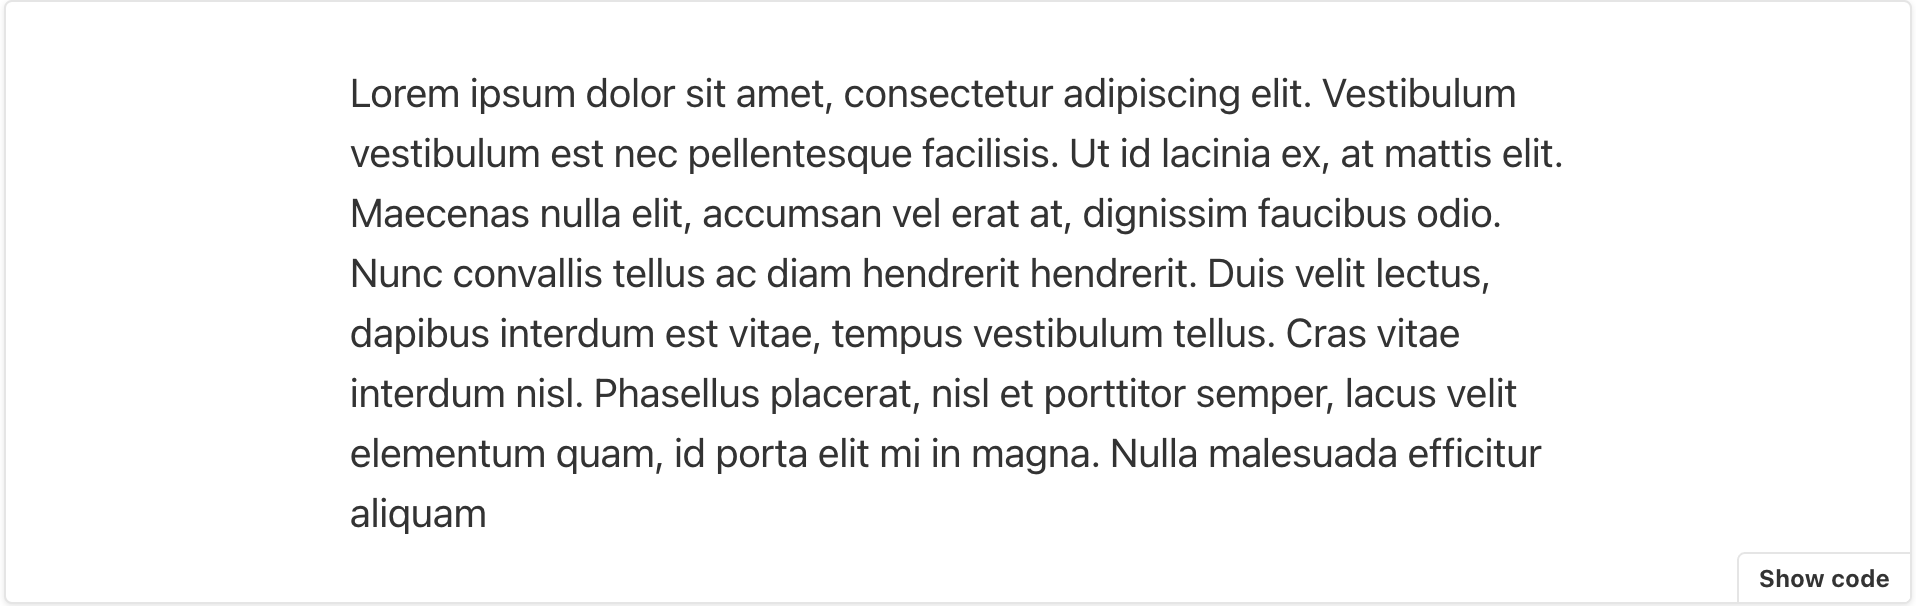 Lorem ipsum dolor sit amet, consectetur adipiscing elit. Vestibulum
vestibulum est nec pellentesque facilisis. Ut id lacinia ex, at mattis elit.
Maecenas nulla elit, accumsan vel erat at, dignissim faucibus odio.
Nunc convallis tellus ac diam hendrerit hendrerit. Duis velit lectus,
dapibus interdum est vitae, tempus vestibulum tellus. Cras vitae
interdum nisl. Phasellus placerat, nisl et porttitor semper, lacus velit
elementum quam, id porta elit mi in magna. Nulla malesuada efficitur
aliquam
Show code